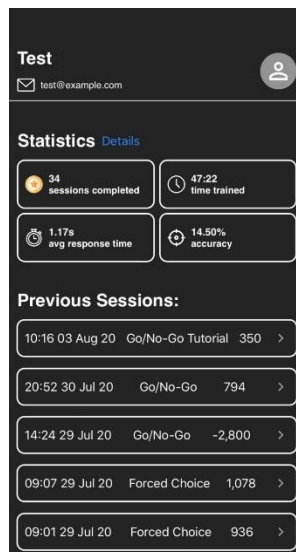 Test
test@example.com
Statistics Details
34
sessions completed
47:22
time trained
1.17s
avg response time
14.50%
accuracy
Previous Sessions:
10:16 03 Aug 20 Go/No-Go Tutorial 350 >
20:52 30 Jul 20 Go/No-Go 794 >
14:24 29 Jul 20 Go/No-Go -2,800 >
09:07 29 Jul 20 Forced Choice 1,078 >
09:01 29 Jul 20 Forced Choice 936 >